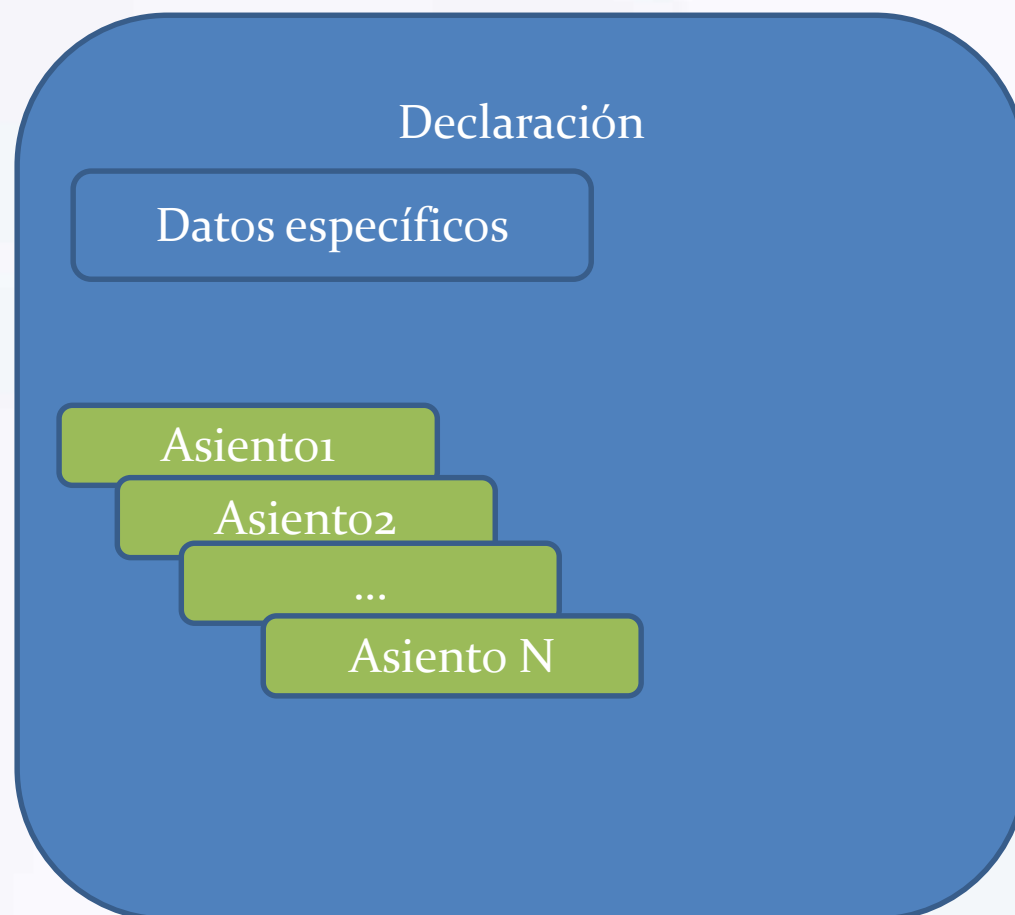 Declaración
Datos específicos
Asiento1
Asiento2
...
Asiento N